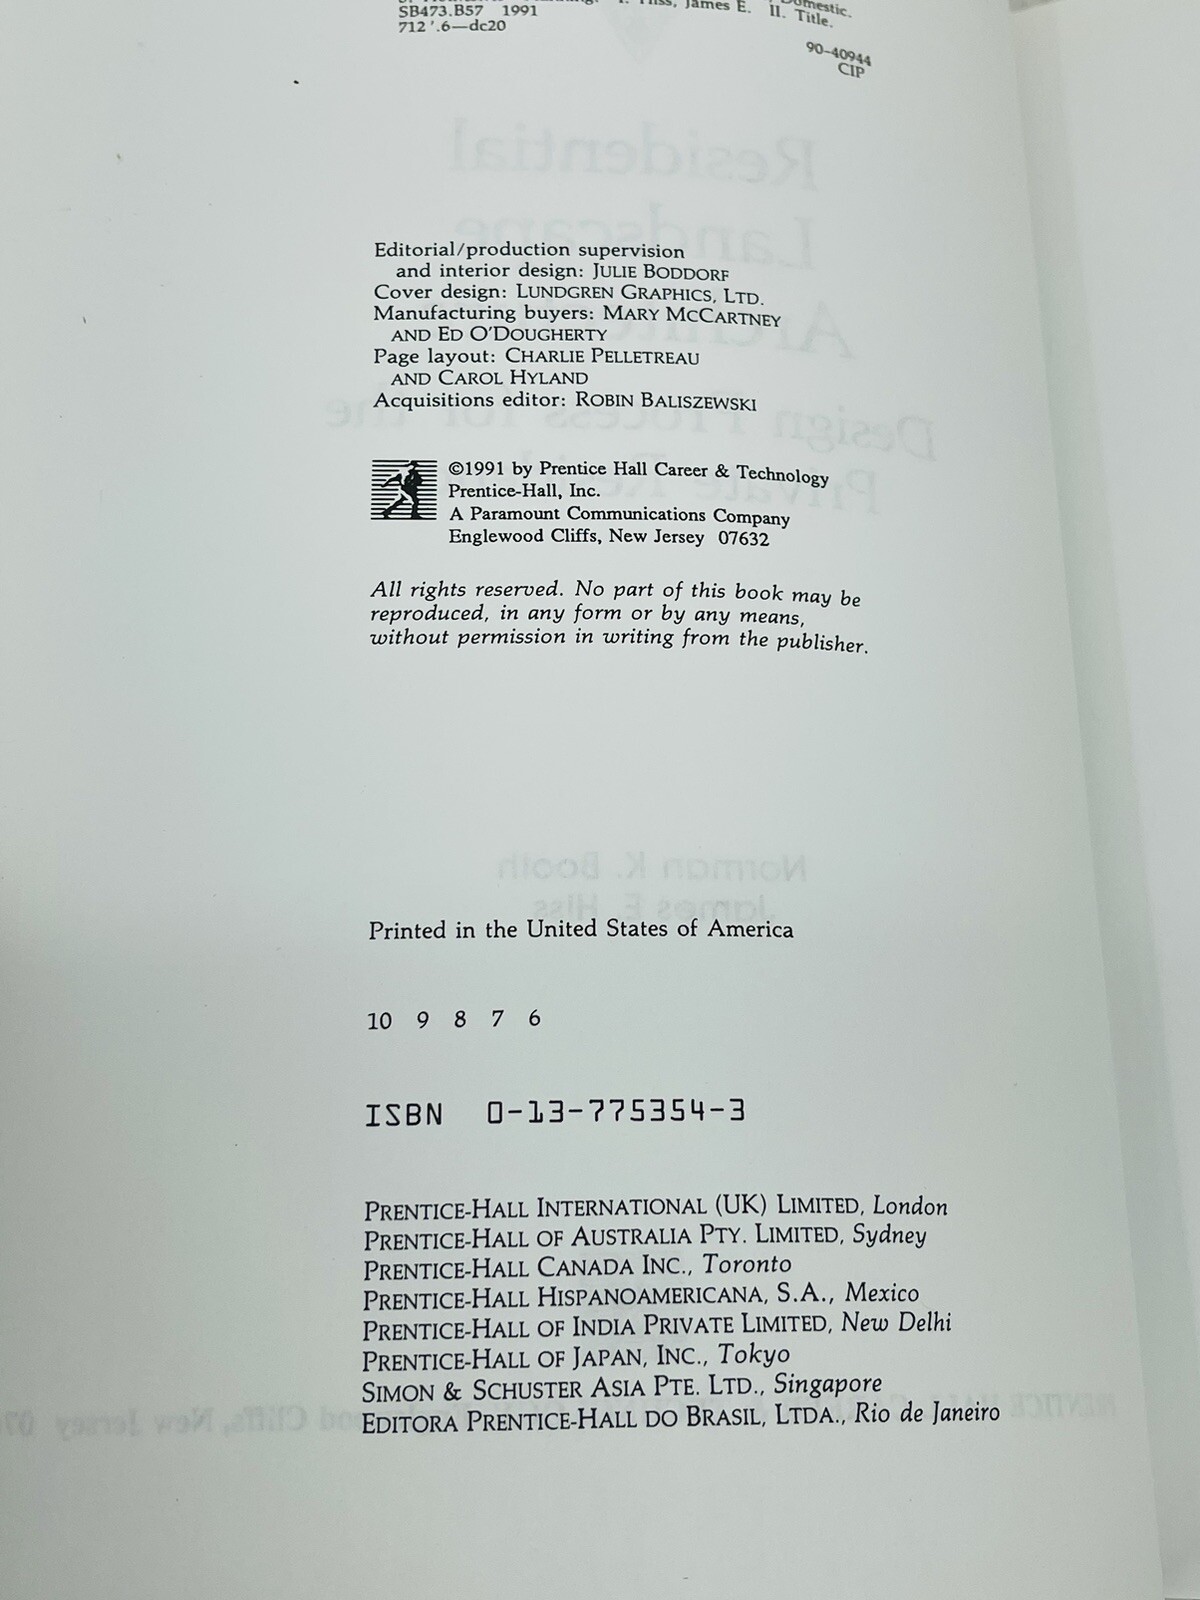 James E. II. Title.
SB473.B57 1991
712'.6—dc20
90-40944
CIP
Editorial/production supervision
and interior design: JULIE BODDORF
Cover design: LUNDGREN GRAPHICS, LTD.
Manufacturing buyers: MARY MCCARTNEY
AND ED O'DOUGHERTY
Page layout: CHARLIE PELLETREAU
AND CAROL HYLAND
Acquisitions editor: ROBIN BALISZEWSKI
©1991 by Prentice Hall Career & Technology
Prentice-Hall, Inc.
A Paramount Communications Company
Englewood Cliffs, New Jersey 07632
All rights reserved. No part of this book may be
reproduced, in any form or by any means,
without permission in writing from the publisher.
Printed in the United States of America
10 9 8 7 6
ISBN 0-13-775354-3
PRENTICE-HALL INTERNATIONAL (UK) LIMITED, London
PRENTICE-HALL OF AUSTRALIA PTY. LIMITED, Sydney
PRENTICE-HALL CANADA INC., Toronto
PRENTICE-HALL HISPANOAMERICANA, S.A., Mexico
PRENTICE-HALL OF INDIA PRIVATE LIMITED, New Delhi
PRENTICE-HALL OF JAPAN, INC., Tokyo
SIMON & SCHUSTER ASIA PTE. LTD., Singapore
EDITORA PRENTICE-HALL DO BRASIL, LTDA., Rio de Janeiro